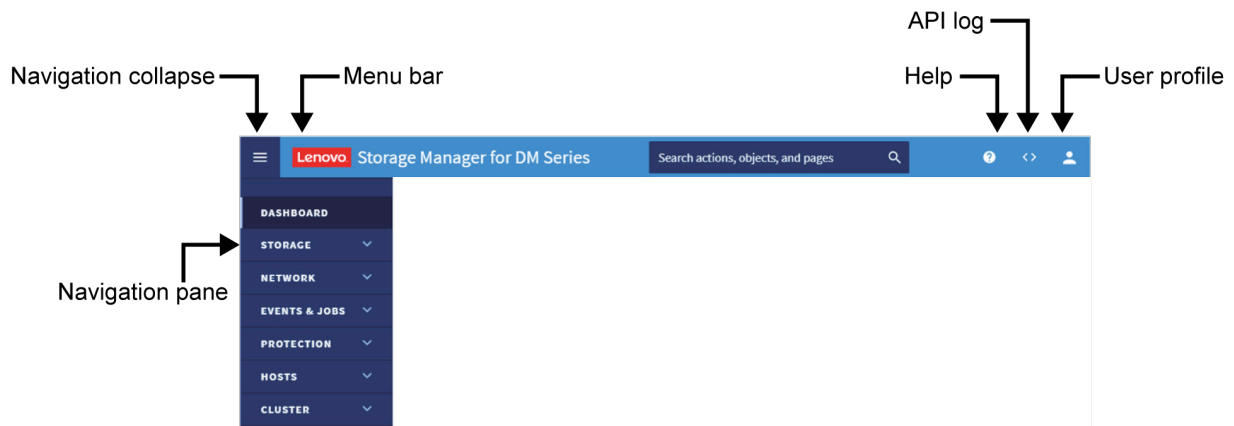 API log
Navigation collapse
Menu bar
Help
User profile
Lenovo Storage Manager for DM Series
Search actions, objects, and pages
DASHBOARD
STORAGE
NETWORK
Navigation pane
EVENTS & JOBS
PROTECTION
HOSTS
CLUSTER